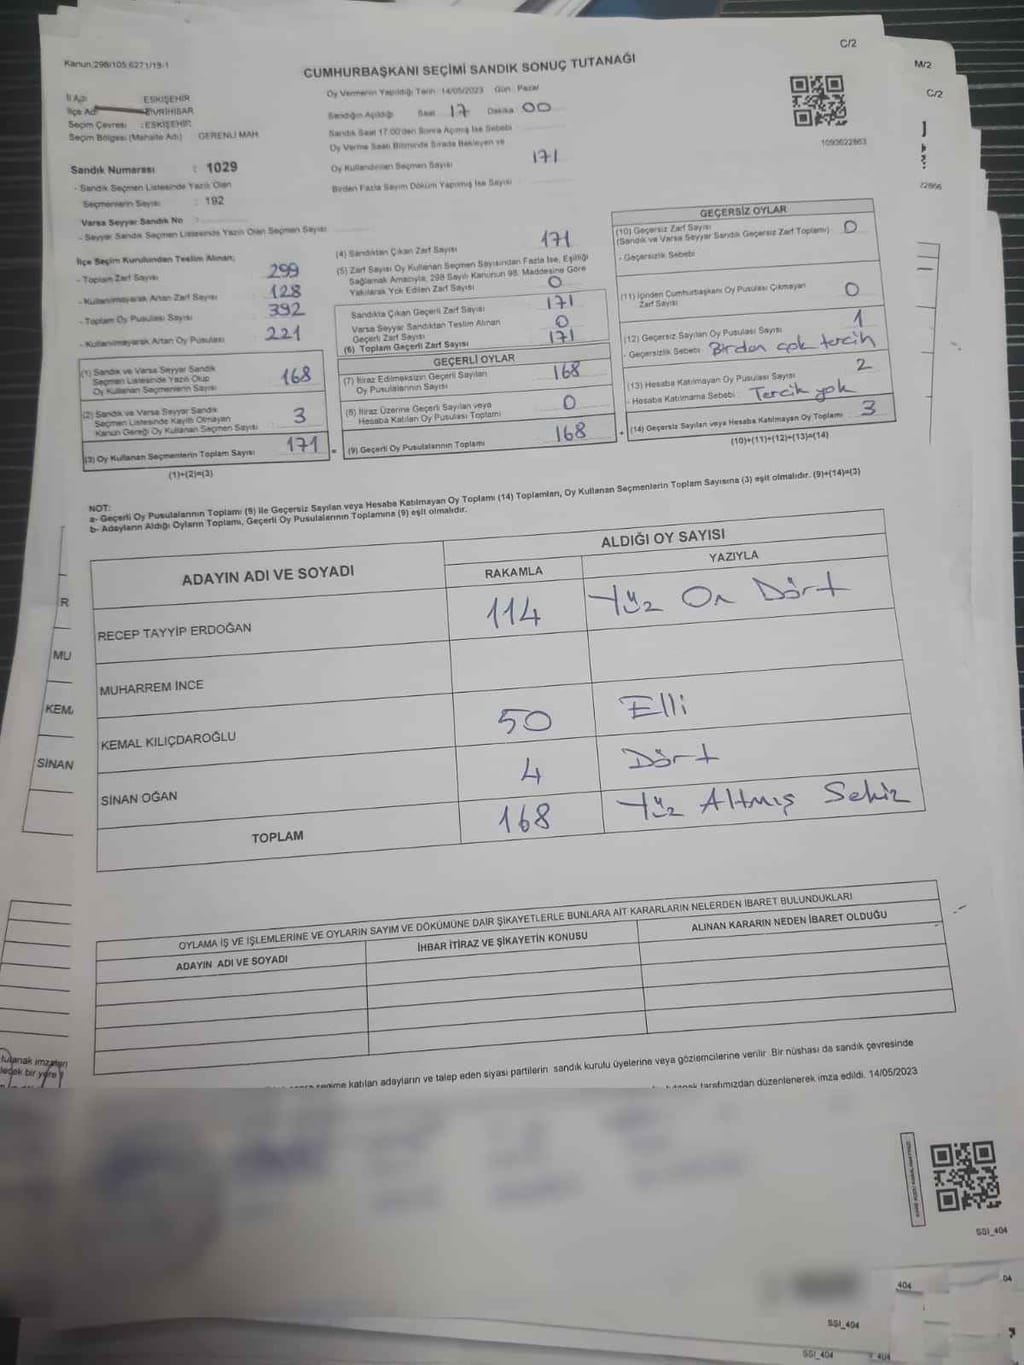 C/2
M/2
C/2
Kanun:298/105.6271/19-1
CUMHURBAŞKANI SEÇİMİ SANDIK SONUÇ TUTANAĞI
İl Adı : ESKİŞEHİR
İlçe Adı : SİVRİHİSAR
Seçim Çevresi : ESKİŞEHİR
Seçim Bölgesi (Mahalle Adı) GERENLİ MAH.
Oy Vermenin Yapıldığı Tarih: 14/05/2023 Gün: Pazar
Sandığın Açıldığı Saat 17 Dakika 00
Sandık Saat 17:00'den Sonra Açmış İse Sebebi
Oy Verme Saati Bitiminde Sırada Bekleyen ve
Oy Kullandırılan Seçmen Sayısı 171
Birden Fazla Sayım Döküm Yapılmış İse Sayısı
1090622863
22866
Sandık Numarası : 1029
- Sandık Seçmen Listesinde Yazılı Olan
Seçmenlerin Sayısı : 192
Varsa Seyyar Sandık No :
- Seyyar Sandık Seçmen Listesinde Yazılı Olan Seçmen Sayısı
İlçe Seçim Kurulundan Teslim Alınan;
- Toplam Zarf Sayısı 299
- Kullanılmayarak Artan Zarf Sayısı 128
- Toplam Oy Pusulası Sayısı 392
- Kullanılmayarak Artan Oy Pusulası 221
(1) Sandık ve Varsa Seyyar Sandık
Seçmen Listesinde Yazılı Olup
Oy Kullanan Seçmenlerin Sayısı 168
(2) Sandık ve Varsa Seyyar Sandık
Seçmen Listesinde Kayıtlı Olmayan
Kanun Gereği Oy Kullanan Seçmen Sayısı 3
(3) Oy Kullanan Seçmenlerin Toplam Sayısı 171
(1)+(2)=(3)
(4) Sandıktan Çıkan Zarf Sayısı 171
(5) Zarf Sayısı Oy Kullanan Seçmen Sayısından Fazla İse, Eşitliği
Sağlamak Amacıyla, 298 Sayılı Kanunun 98. Maddesine Göre
Yakılarak Yok Edilen Zarf Sayısı 0
Sandıkta Çıkan Geçerli Zarf Sayısı 171
Varsa Seyyar Sandıktan Teslim Alınan
Geçerli Zarf Sayısı 0
(6) Toplam Geçerli Zarf Sayısı 171
GEÇERLİ OYLAR
(7) İtiraz Edilmeksizin Geçerli Sayılan
Oy Pusulalarının Sayısı 168
(8) İtiraz Üzerine Geçerli Sayılan veya
Hesaba Katılan Oy Pusulası Toplamı 0
(9) Geçerli Oy Pusulalarının Toplamı 168
GEÇERSİZ OYLAR
(10) Geçersiz Zarf Sayısı
(Sandık ve Varsa Seyyar Sandık Geçersiz Zarf Toplamı) 0
- Geçersizlik Sebebi
(11) İçinden Cumhurbaşkanı Oy Pusulası Çıkmayan
Zarf Sayısı 0
(12) Geçersiz Sayılan Oy Pusulası Sayısı 1
- Geçersizlik Sebebi : Birden çok tercih
(13) Hesaba Katılmayan Oy Pusulası Sayısı 2
- Hesaba Katılmama Sebebi : Tercik yok
(14) Geçersiz Sayılan veya Hesaba Katılmayan Oy Toplamı 3
(10)+(11)+(12)+(13)=(14)
NOT:
a- Geçerli Oy Pusulalarının Toplamı (9) ile Geçersiz Sayılan veya Hesaba Katılmayan Oy Toplamı (14) Toplamları, Oy Kullanan Seçmenlerin Toplam Sayısına (3) eşit olmalıdır. (9)+(14)=(3)
b- Adayların Aldığı Oyların Toplamı, Geçerli Oy Pusulalarının Toplamına (9) eşit olmalıdır.
ADAYIN ADI VE SOYADI
ALDIĞI OY SAYISI
RAKAMLA YAZIYLA
RECEP TAYYİP ERDOĞAN 114 Yüz On Dört
MUHARREM İNCE
KEMAL KILIÇDAROĞLU 50 Elli
SİNAN OĞAN 4 Dört
TOPLAM 168 Yüz Altmış Sekiz
R
MU
KEM
SİNAN
OYLAMA İŞ VE İŞLEMLERİNE VE OYLARIN SAYIM VE DÖKÜMÜNE DAİR ŞİKAYETLERLE BUNLARA AİT KARARLARIN NELERDEN İBARET BULUNDUKLARI
ADAYIN ADI VE SOYADI İHBAR İTİRAZ VE ŞİKAYETİN KONUSU ALINAN KARARIN NEDEN İBARET OLDUĞU
tutanak imzaları
bir yere
katılan adayların ve talep eden siyasi partilerin sandık kurulu üyelerine veya gözlemcilerine verilir. Bir nüshası da sandık çevresinde
tarafımızdan düzenlenerek imza edildi. 14/05/2023
SSI_404
404
04
SSI_404
SSI_404
404